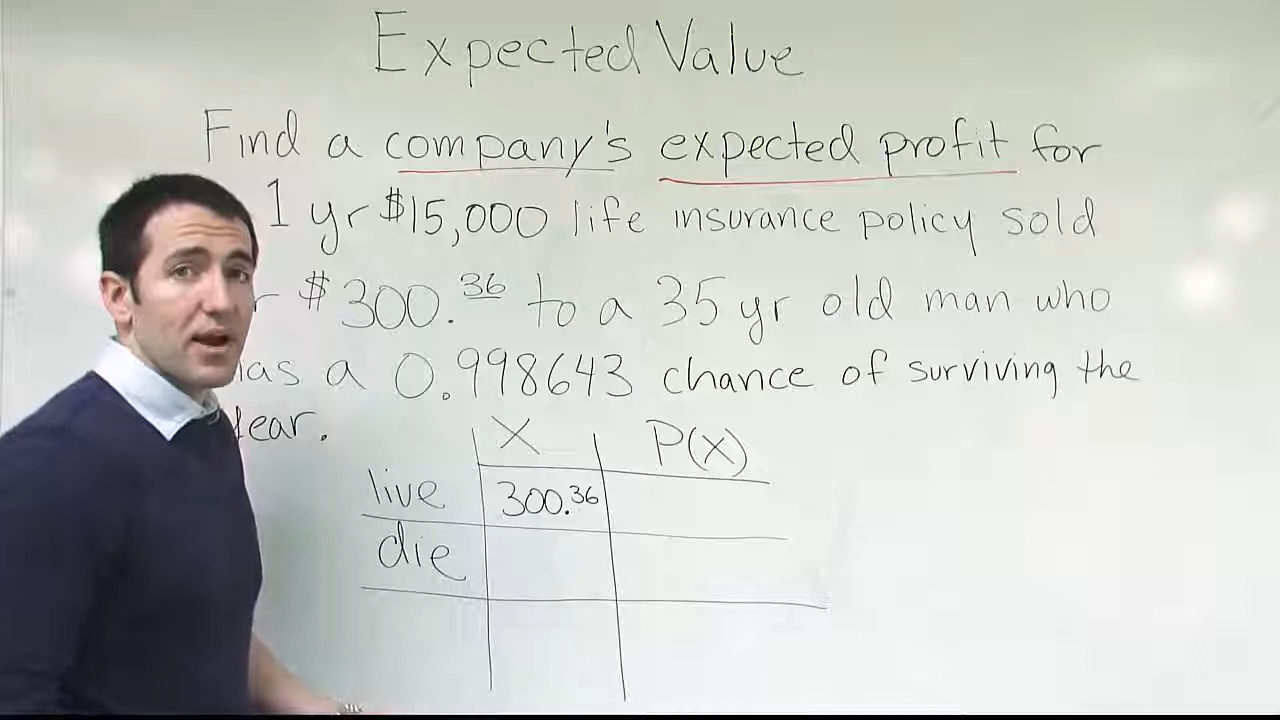 Expected Value
Find a company's expected profit for
1 yr $15,000 life insurance policy sold
$300.36 to a 35 yr old man who
has a 0.998643 chance of surviving the
year.
X P(x)
live 300.36
die